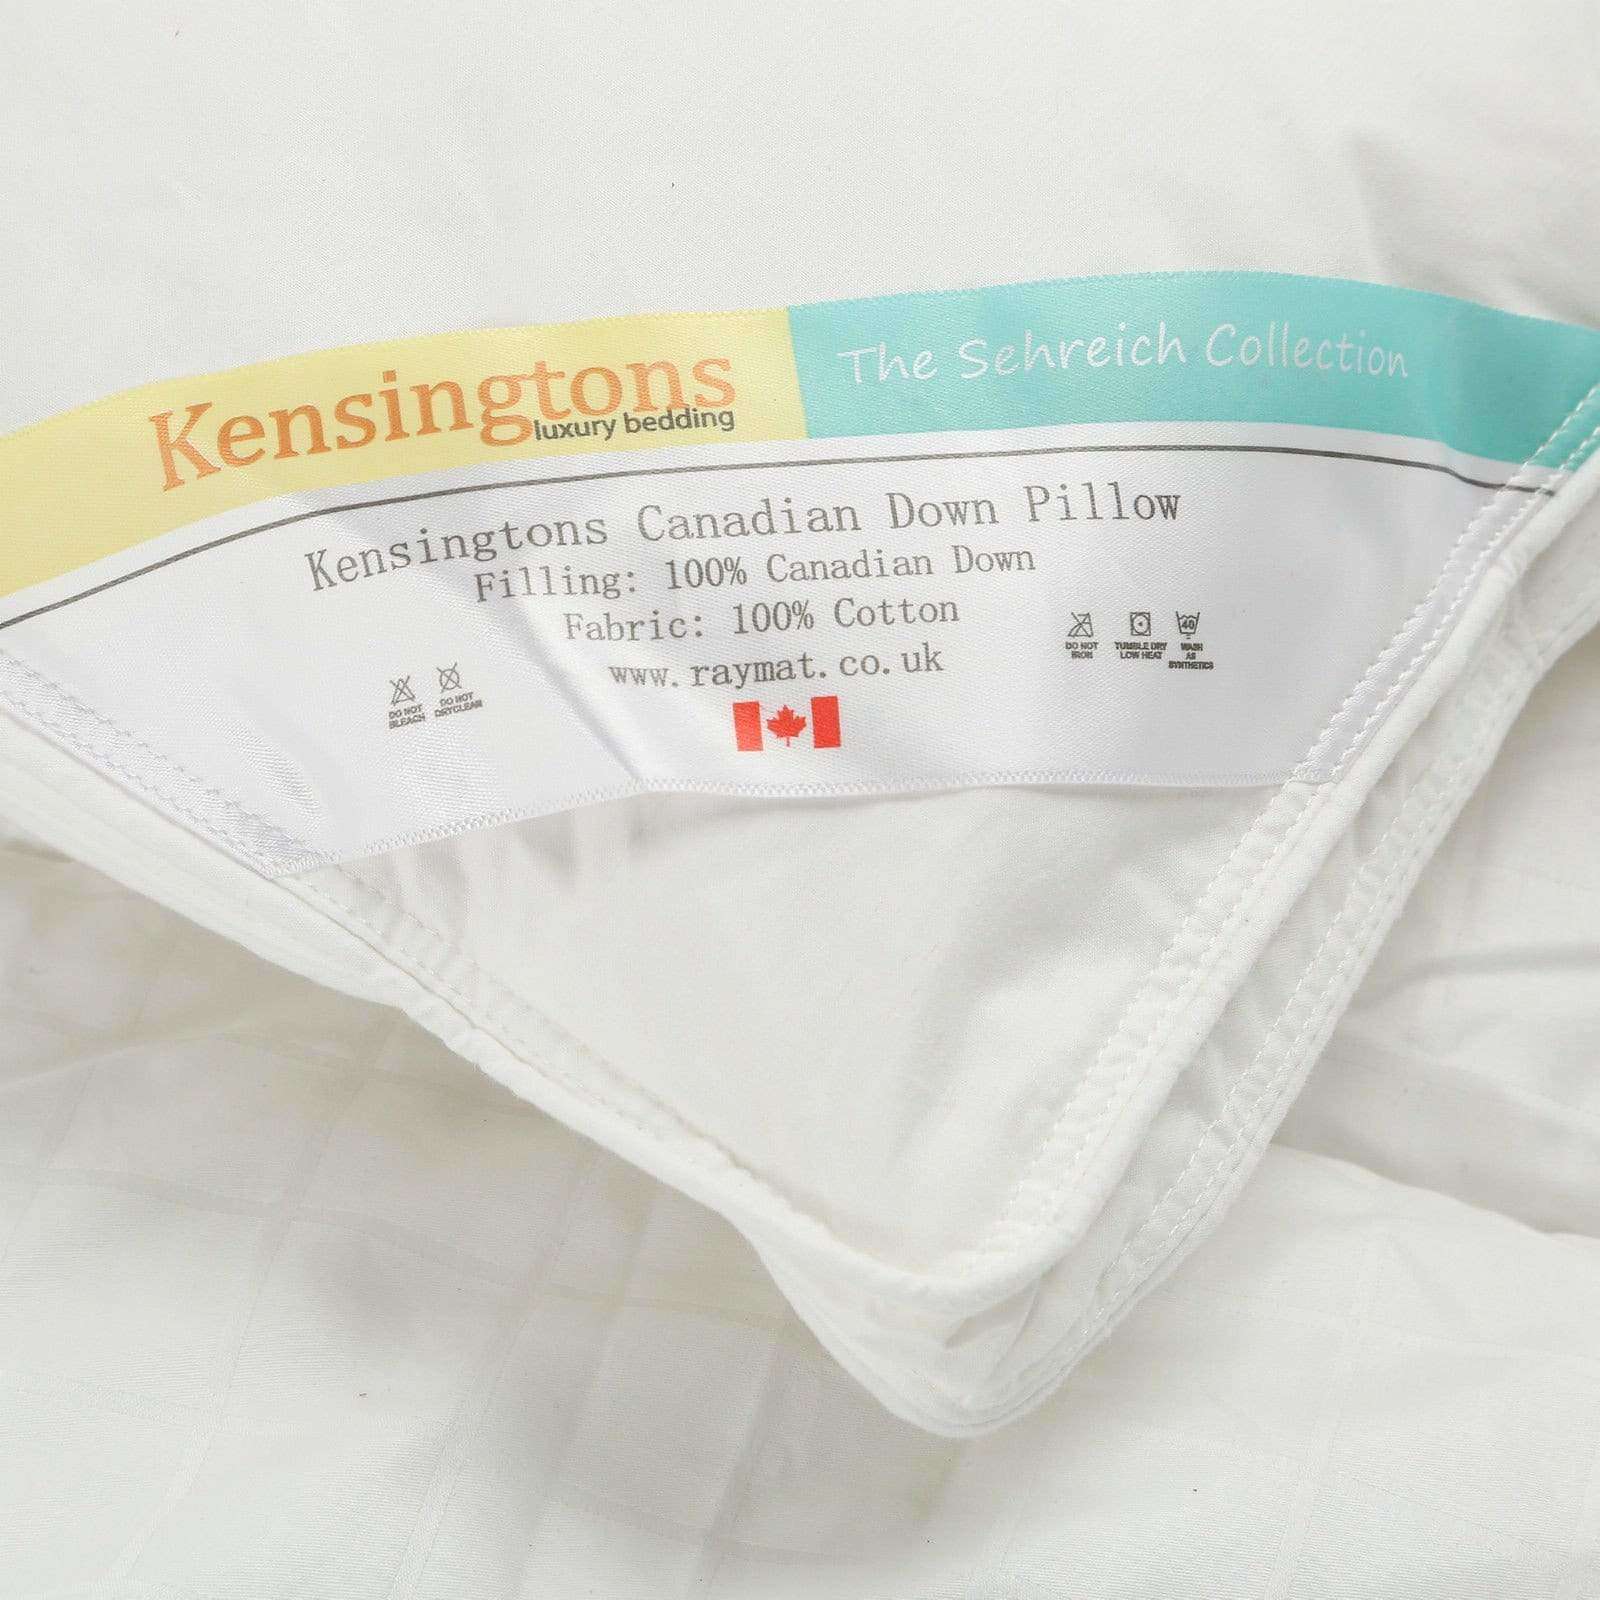 Kensingtons
luxury bedding
The Sehreich Collection
Kensingtons Canadian Down Pillow
Filling: 100% Canadian Down
Fabric: 100% Cotton
www.raymat.co.uk
DO NOT
BLEACH
DO NOT
DRYCLEAN
DO NOT
IRON
TUMBLE DRY
LOW HEAT
40
WASH
AS
SYNTHETICS